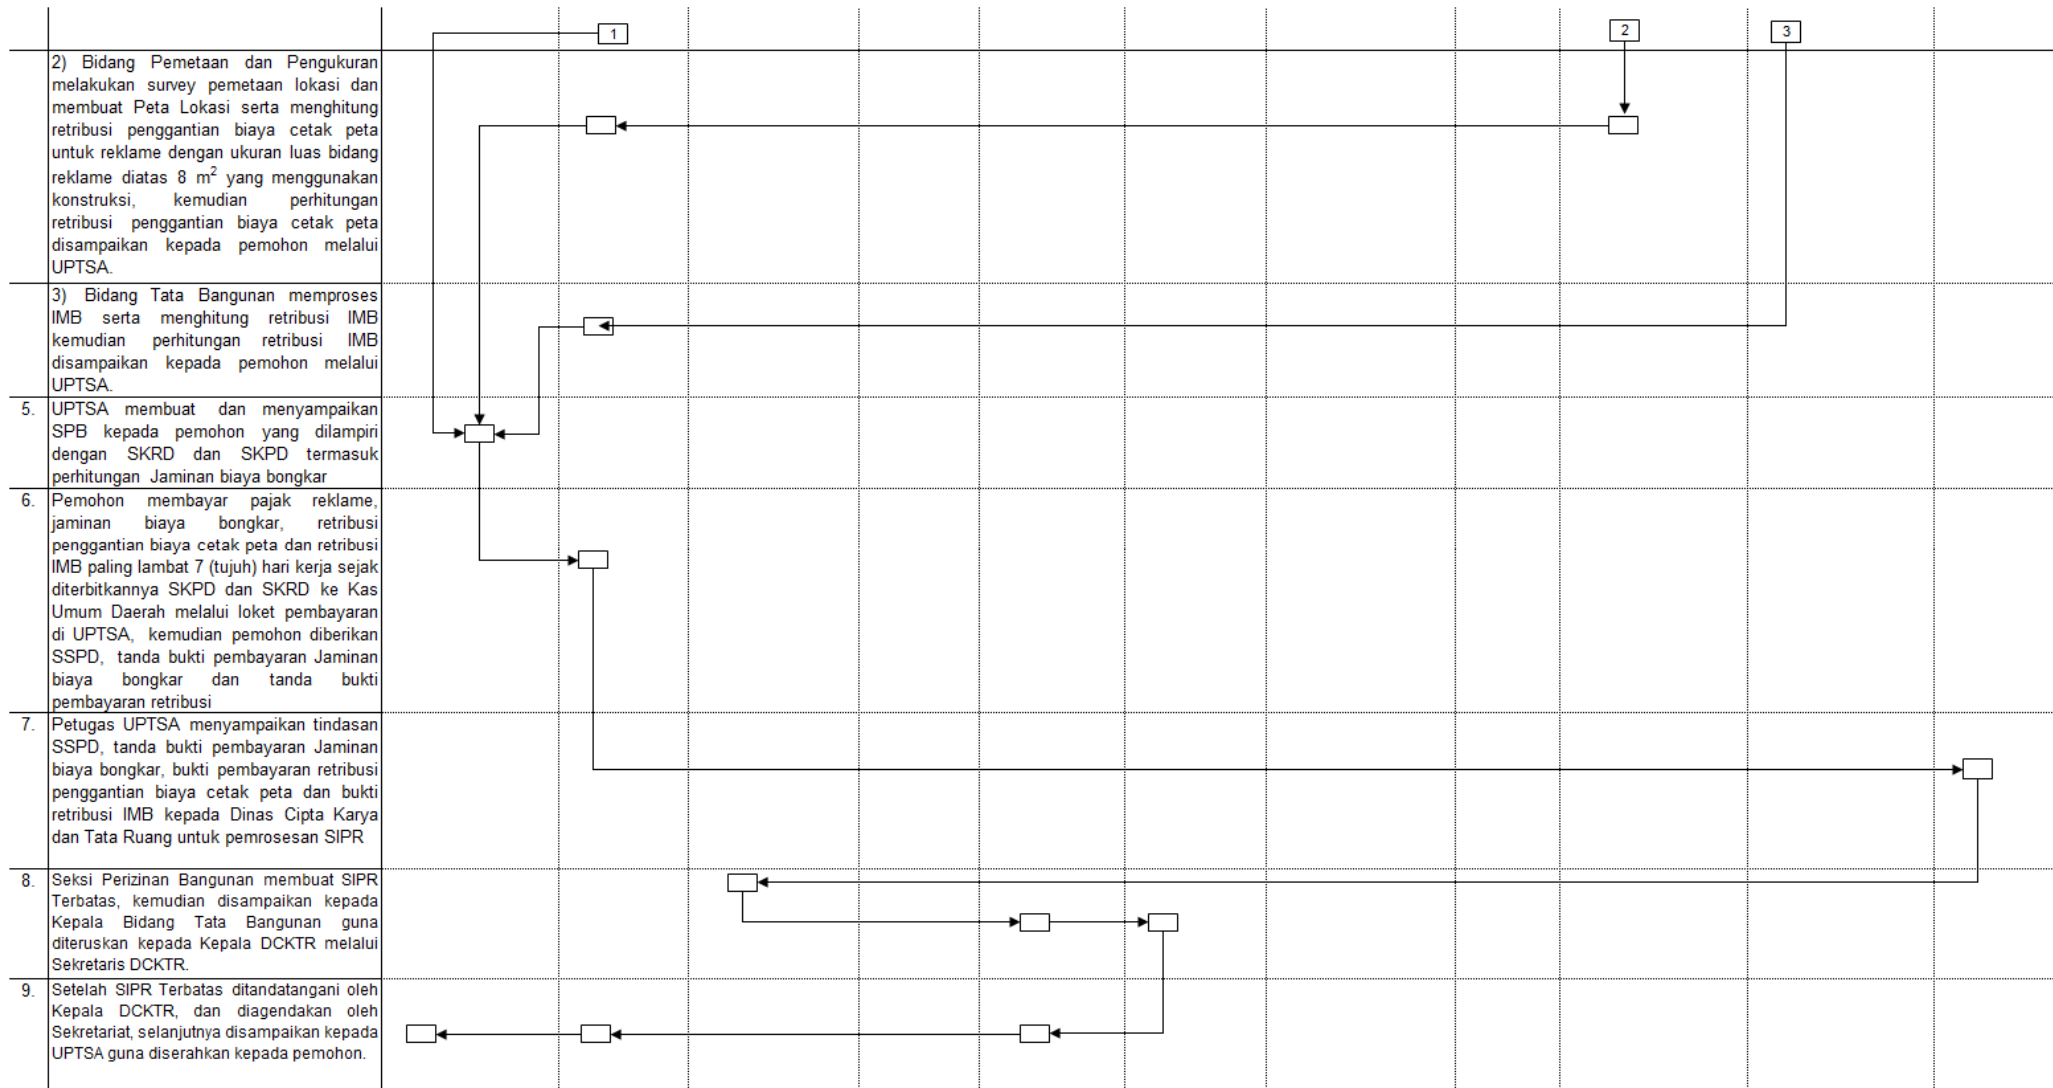 1
2
3
2) Bidang Pemetaan dan Pengukuran
melakukan survey pemetaan lokasi dan
membuat Peta Lokasi serta menghitung
retribusi penggantian biaya cetak peta
untuk reklame dengan ukuran luas bidang
reklame diatas 8 m² yang menggunakan
konstruksi, kemudian perhitungan
retribusi penggantian biaya cetak peta
disampaikan kepada pemohon melalui
UPTSA.
3) Bidang Tata Bangunan memproses
IMB serta menghitung retribusi IMB
kemudian perhitungan retribusi IMB
disampaikan kepada pemohon melalui
UPTSA.
5. UPTSA membuat dan menyampaikan
SPB kepada pemohon yang dilampiri
dengan SKRD dan SKPD termasuk
perhitungan Jaminan biaya bongkar
6. Pemohon membayar pajak reklame,
jaminan biaya bongkar, retribusi
penggantian biaya cetak peta dan retribusi
IMB paling lambat 7 (tujuh) hari kerja sejak
diterbitkannya SKPD dan SKRD ke Kas
Umum Daerah melalui loket pembayaran
di UPTSA, kemudian pemohon diberikan
SSPD, tanda bukti pembayaran Jaminan
biaya bongkar dan tanda bukti
pembayaran retribusi
7. Petugas UPTSA menyampaikan tindasan
SSPD, tanda bukti pembayaran Jaminan
biaya bongkar, bukti pembayaran retribusi
penggantian biaya cetak peta dan bukti
retribusi IMB kepada Dinas Cipta Karya
dan Tata Ruang untuk pemrosesan SIPR
8. Seksi Perizinan Bangunan membuat SIPR
Terbatas, kemudian disampaikan kepada
Kepala Bidang Tata Bangunan guna
diteruskan kepada Kepala DCKTR melalui
Sekretaris DCKTR.
9. Setelah SIPR Terbatas ditandatangani oleh
Kepala DCKTR, dan diagendakan oleh
Sekretariat, selanjutnya disampaikan kepada
UPTSA guna diserahkan kepada pemohon.